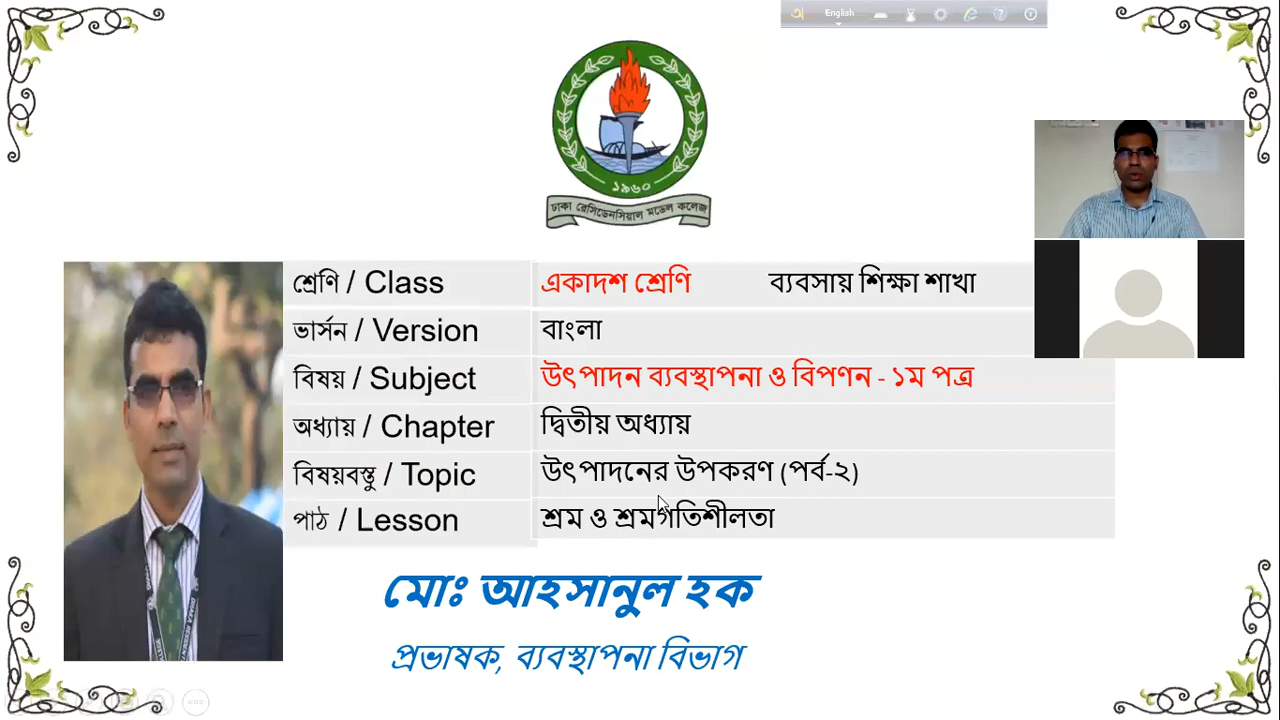 English
১৯৬০
ঢাকা রেসিডেনসিয়াল মডেল কলেজ
শ্রেণি / Class একাদশ শ্রেণি ব্যবসায় শিক্ষা শাখা
ভার্সন / Version বাংলা
বিষয় / Subject উৎপাদন ব্যবস্থাপনা ও বিপণন - ১ম পত্র
অধ্যায় / Chapter দ্বিতীয় অধ্যায়
বিষয়বস্তু / Topic উৎপাদনের উপকরণ (পর্ব-২)
পাঠ / Lesson শ্রম ও শ্রমগতিশীলতা
মোঃ আহসানুল হক
প্রভাষক, ব্যবস্থাপনা বিভাগ